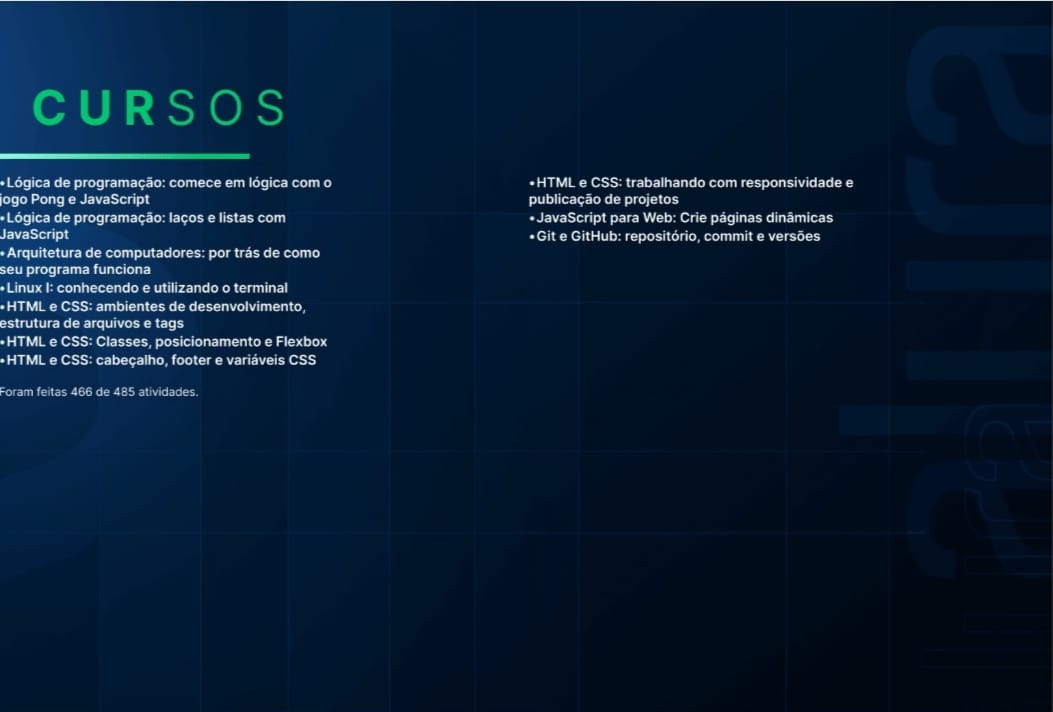 CURSOS
•Lógica de programação: comece em lógica com o
jogo Pong e JavaScript
•Lógica de programação: laços e listas com
JavaScript
•Arquitetura de computadores: por trás de como
seu programa funciona
•Linux I: conhecendo e utilizando o terminal
•HTML e CSS: ambientes de desenvolvimento,
estrutura de arquivos e tags
•HTML e CSS: Classes, posicionamento e Flexbox
•HTML e CSS: cabeçalho, footer e variáveis CSS
Foram feitas 466 de 485 atividades.
•HTML e CSS: trabalhando com responsividade e
publicação de projetos
•JavaScript para Web: Crie páginas dinâmicas
•Git e GitHub: repositório, commit e versões
alura